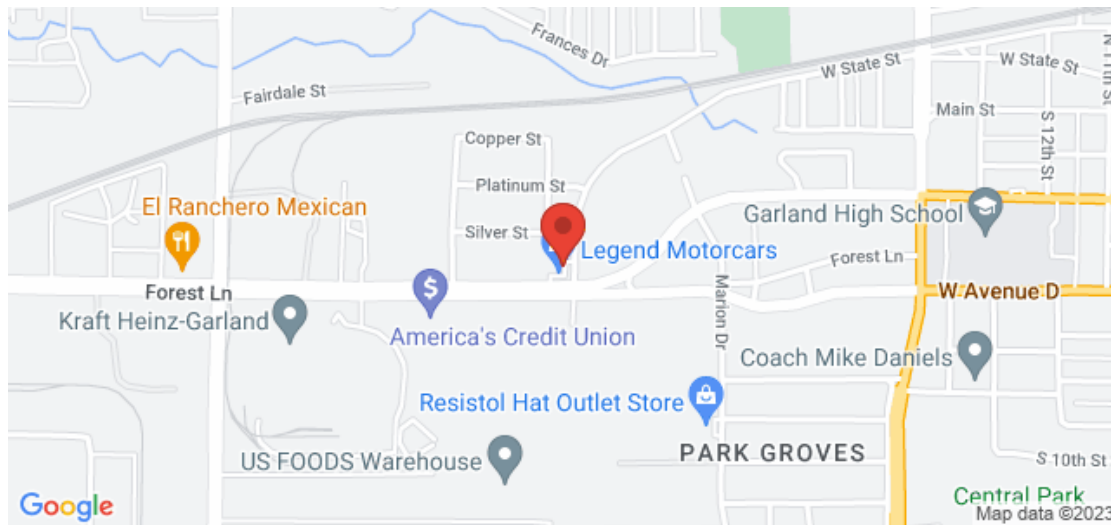 Frances Dr
W State St
W State St
N 11th St
Fairdale St
Main St
Copper St
S 12th St
Platinum St
El Ranchero Mexican
Garland High School
Silver St
Legend Motorcars
Forest Ln
Forest Ln
W Avenue D
Kraft Heinz-Garland
Marion Dr
America's Credit Union
Coach Mike Daniels
Resistol Hat Outlet Store
PARK GROVES
US FOODS Warehouse
S 10th St
Central Park
Google
Map data ©2023